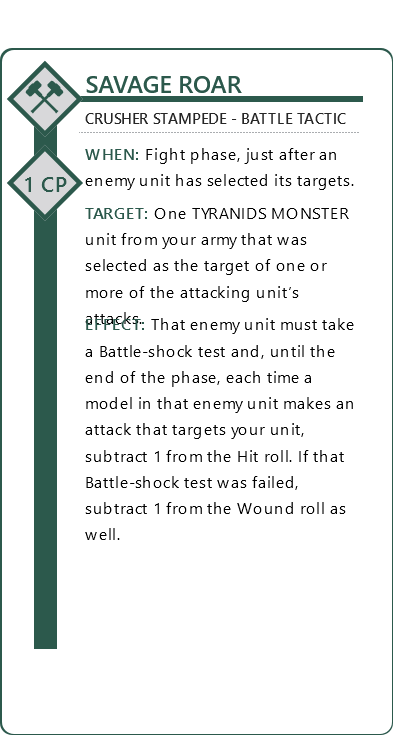 SAVAGE ROAR
CRUSHER STAMPEDE - BATTLE TACTIC
WHEN: Fight phase, just after an
1 CP
enemy unit has selected its targets.
TARGET: One TYRANIDS MONSTER
unit from your army that was
selected as the target of one or
more of the attacking unit’s
attacks.
EFFECT: That enemy unit must take
a Battle-shock test and, until the
end of the phase, each time a
model in that enemy unit makes an
attack that targets your unit,
subtract 1 from the Hit roll. If that
Battle-shock test was failed,
subtract 1 from the Wound roll as
well.